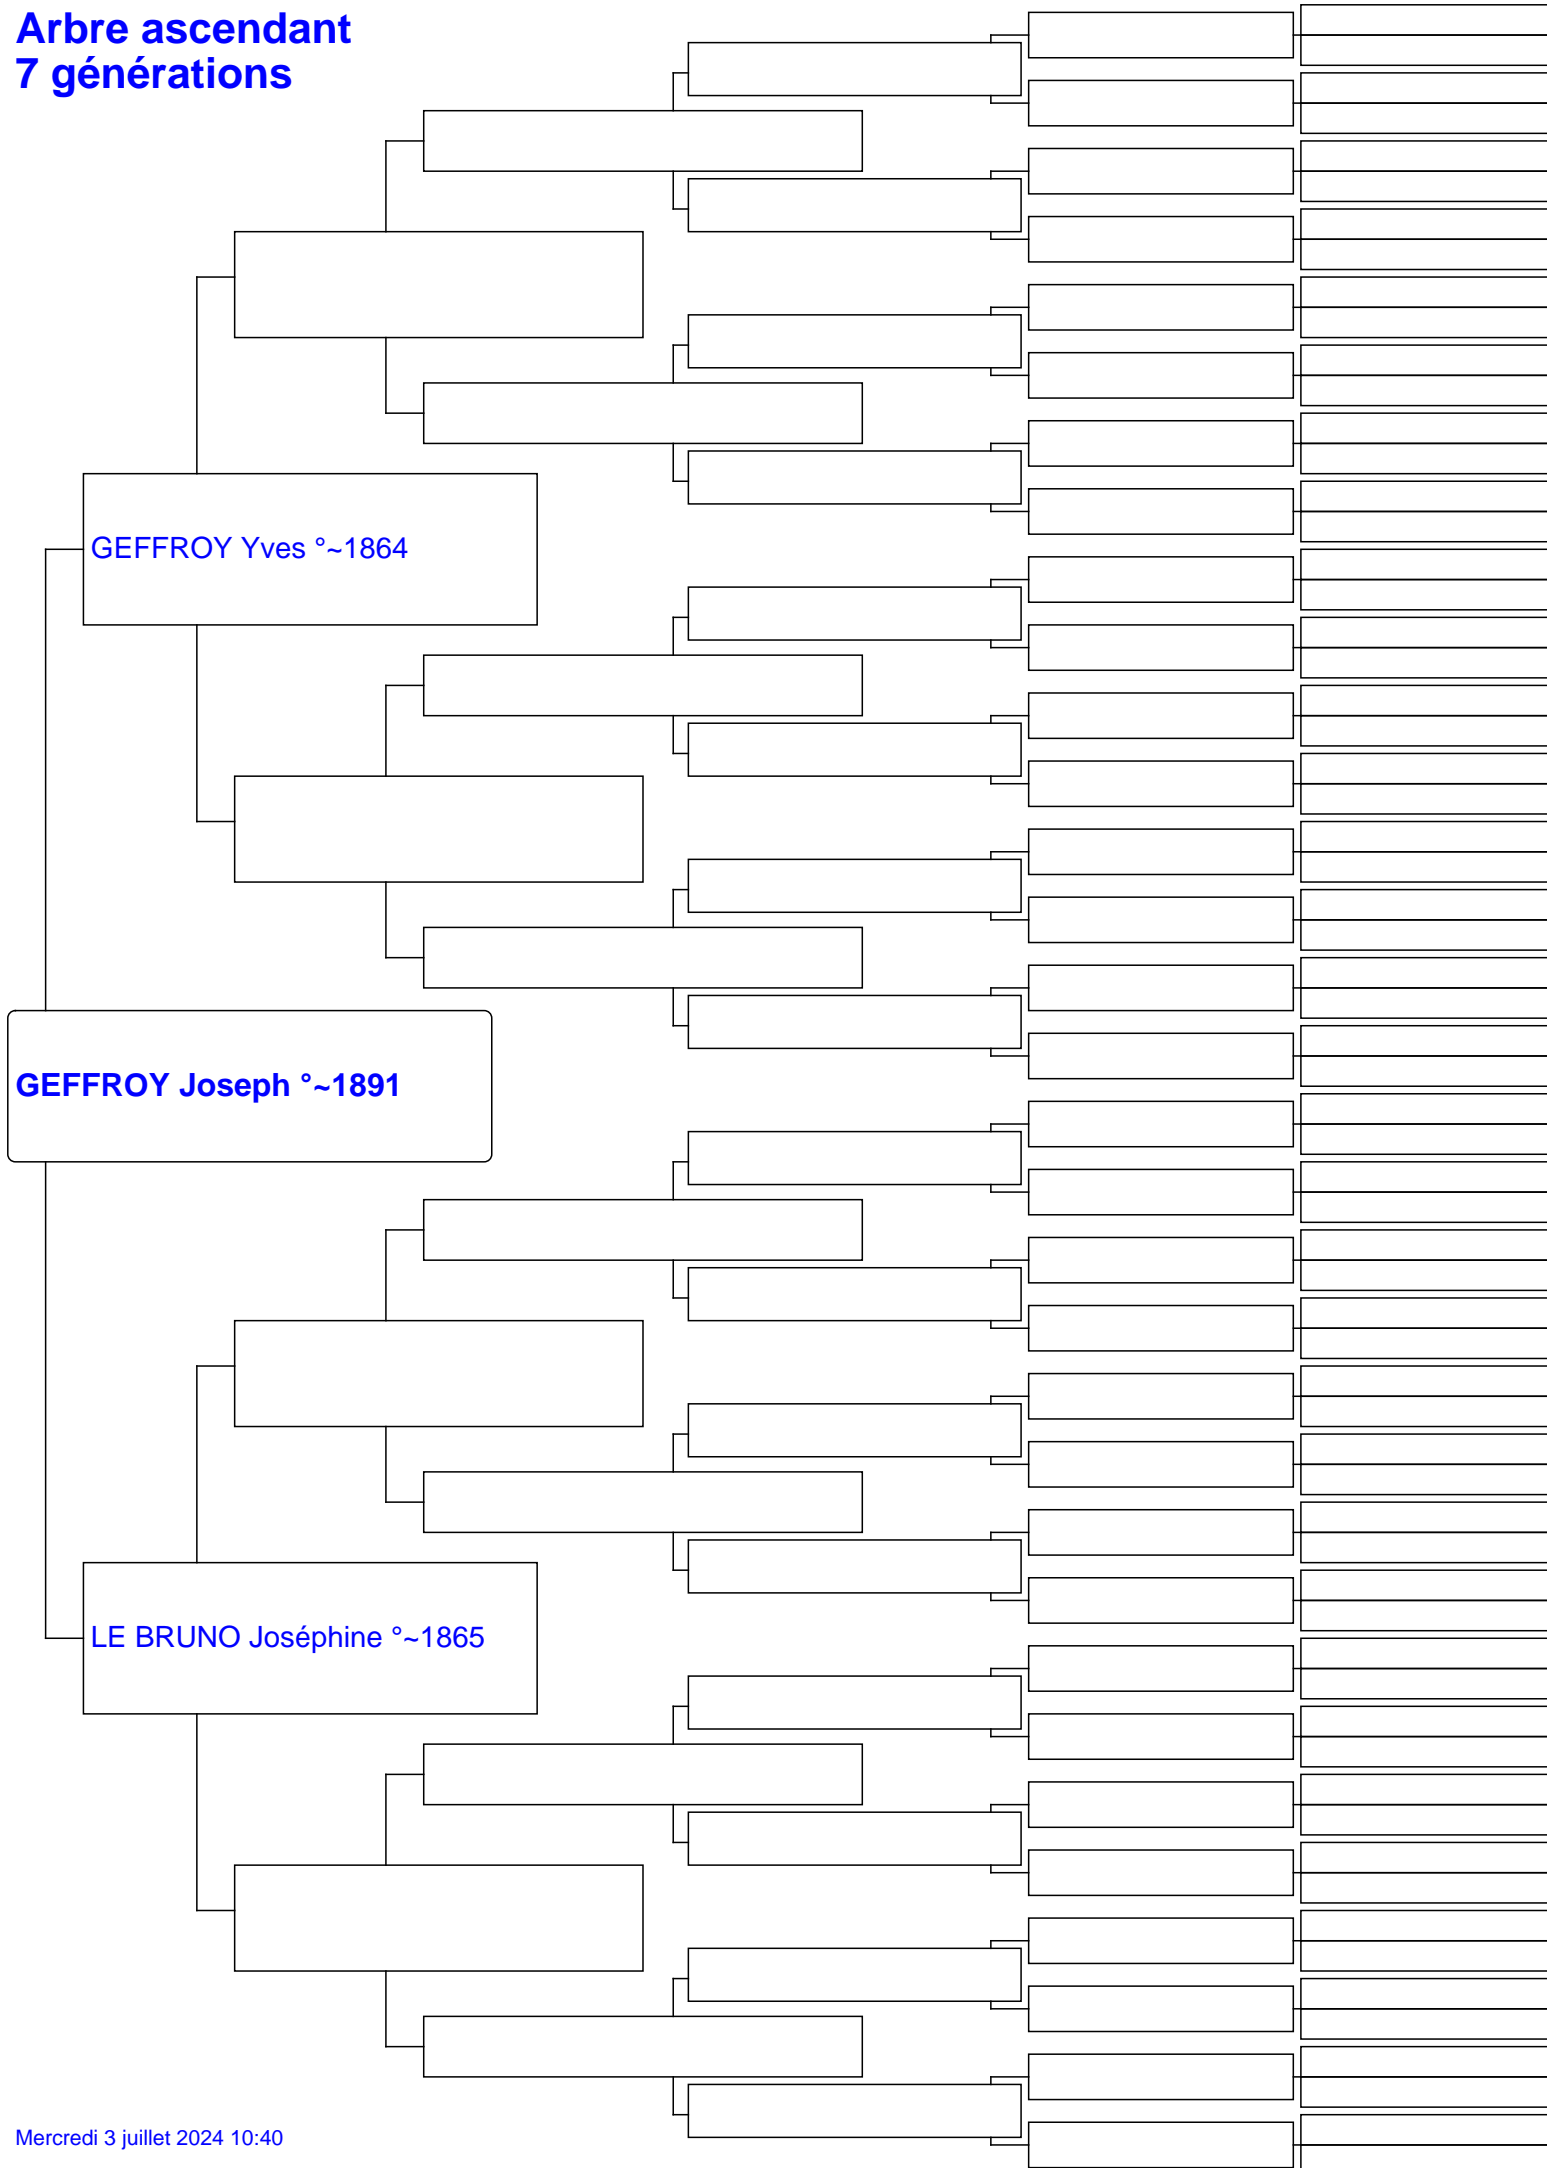 Arbre ascendant
7 générations
GEFFROY Yves °~1864
GEFFROY Joseph °~1891
LE BRUNO Joséphine °~1865
Mercredi 3 juillet 2024 10:40